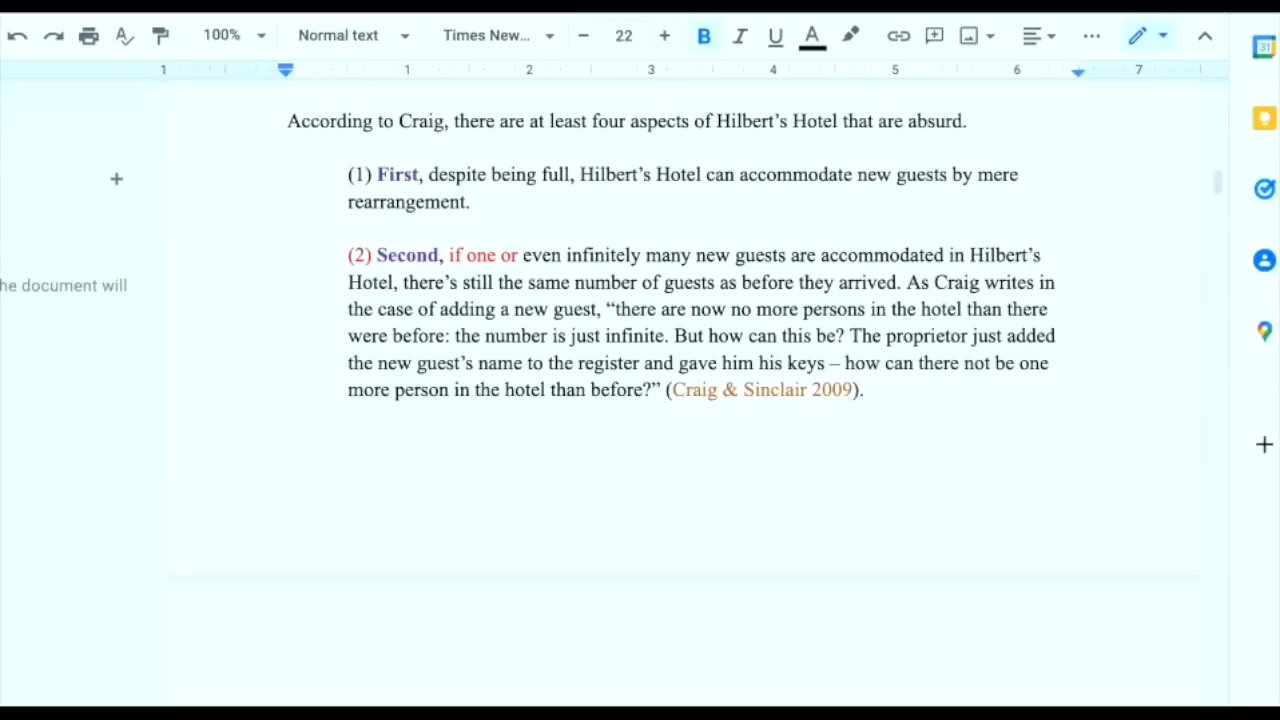 100% Normal text Times New... − 22 + B I U A ...
1 1 2 3 4 5 6 7
31
According to Craig, there are at least four aspects of Hilbert’s Hotel that are absurd.
(1) First, despite being full, Hilbert’s Hotel can accommodate new guests by mere
rearrangement.
(2) Second, if one or even infinitely many new guests are accommodated in Hilbert’s
Hotel, there’s still the same number of guests as before they arrived. As Craig writes in
he document will
the case of adding a new guest, “there are now no more persons in the hotel than there
were before: the number is just infinite. But how can this be? The proprietor just added
the new guest’s name to the register and gave him his keys – how can there not be one
more person in the hotel than before?” (Craig & Sinclair 2009).